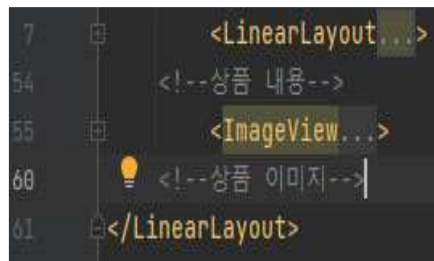 7 <LinearLayout...>
54 <!--상품 내용-->
55 <ImageView...>
60 <!--상품 이미지-->
61 </LinearLayout>